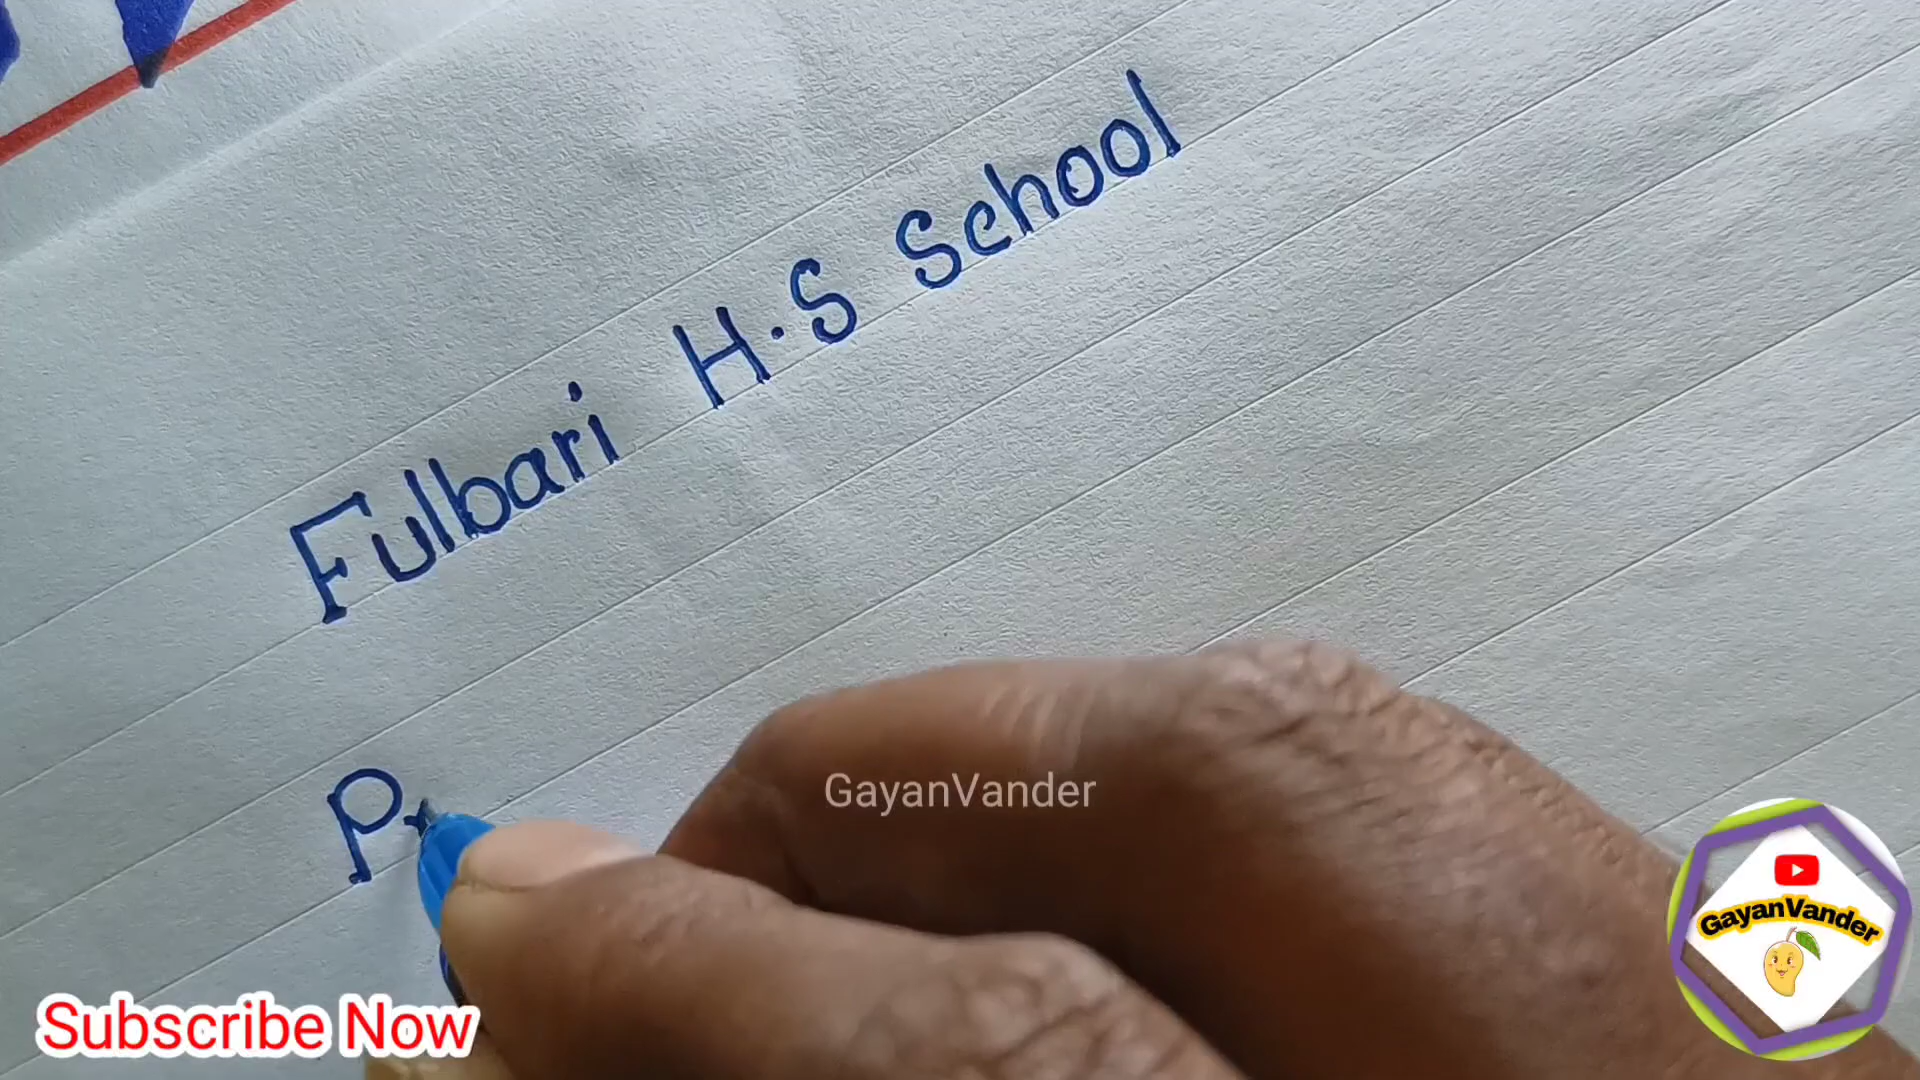 Fulbari H.S School
P
GayanVander
GayanVander
Subscribe Now